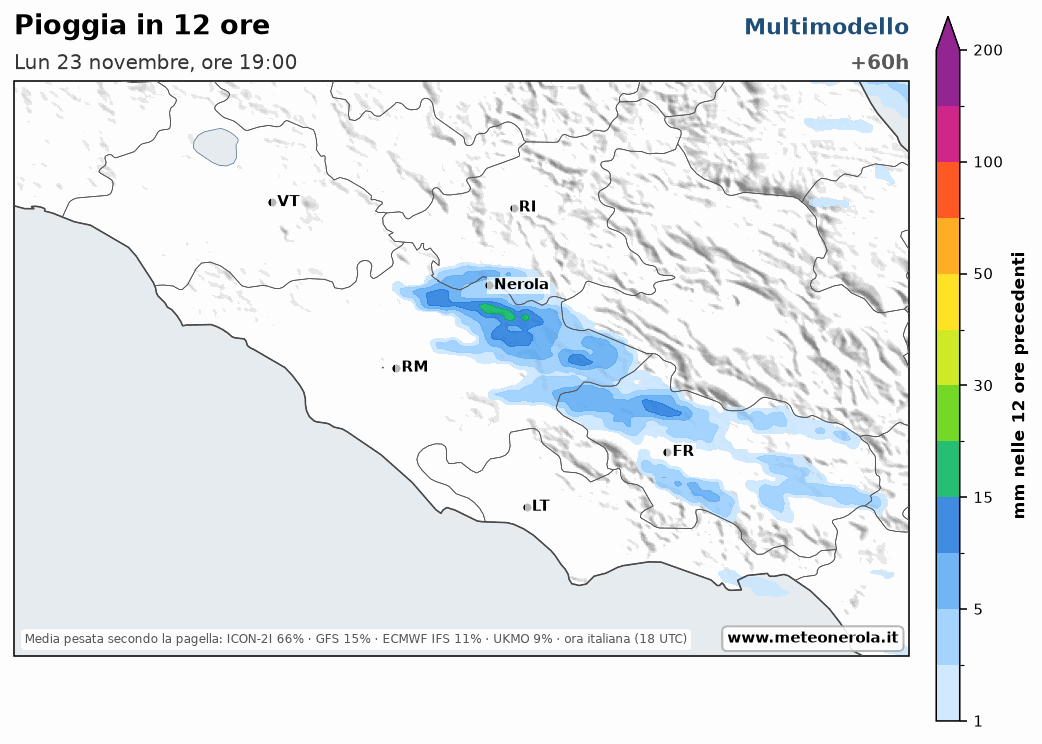 Pioggia in 12 ore
Multimodello
Lun 23 novembre, ore 19:00
+60h
VT
RI
Nerola
RM
FR
LT
Media pesata secondo la pagella: ICON-2I 66% · GFS 15% · ECMWF IFS 11% · UKMO 9% · ora italiana (18 UTC)
www.meteonerola.it
200
100
50
30
15
5
1
mm nelle 12 ore precedenti